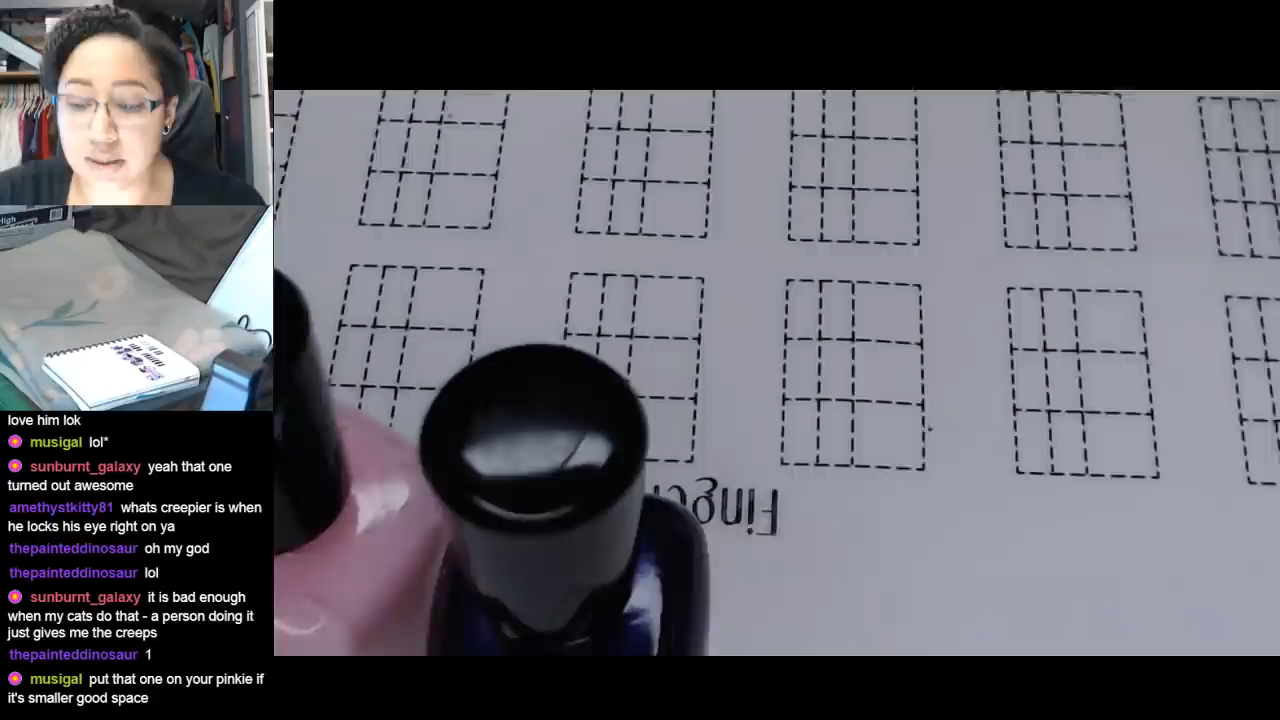 High
love him lok
musigal lol*
sunburnt_galaxy yeah that one
turned out awesome
amethystkitty81 whats creepier is when
he locks his eye right on ya
thepainteddinosaur oh my god
thepainteddinosaur lol
sunburnt_galaxy it is bad enough
when my cats do that - a person doing it
just gives me the creeps
thepainteddinosaur 1
musigal put that one on your pinkie if
it's smaller good space
Finger